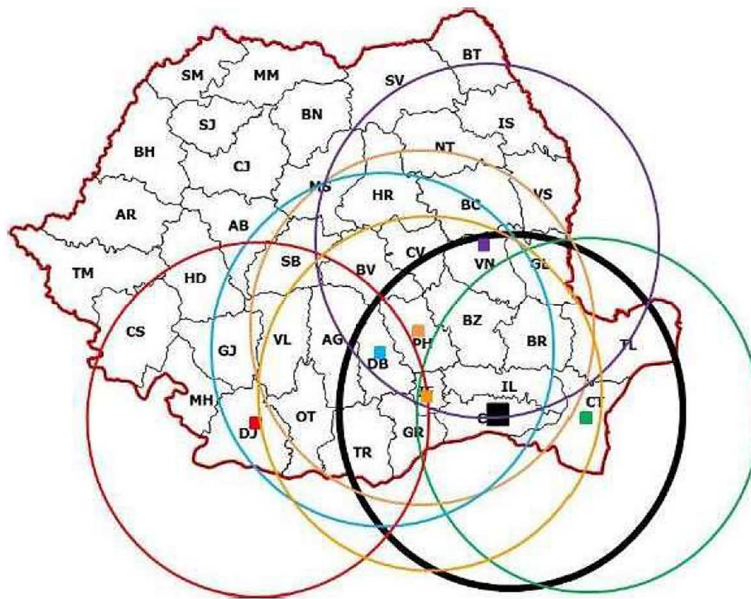 BT
SM MM SV
BN
SJ IS
BH NT
CJ
MS HR
BC VS
AR
AB
CV
SB BV VN
TM HD
CS BZ
GJ VL AG PH BR TL
DB
IL
MH OT CT
DJ GR
TR